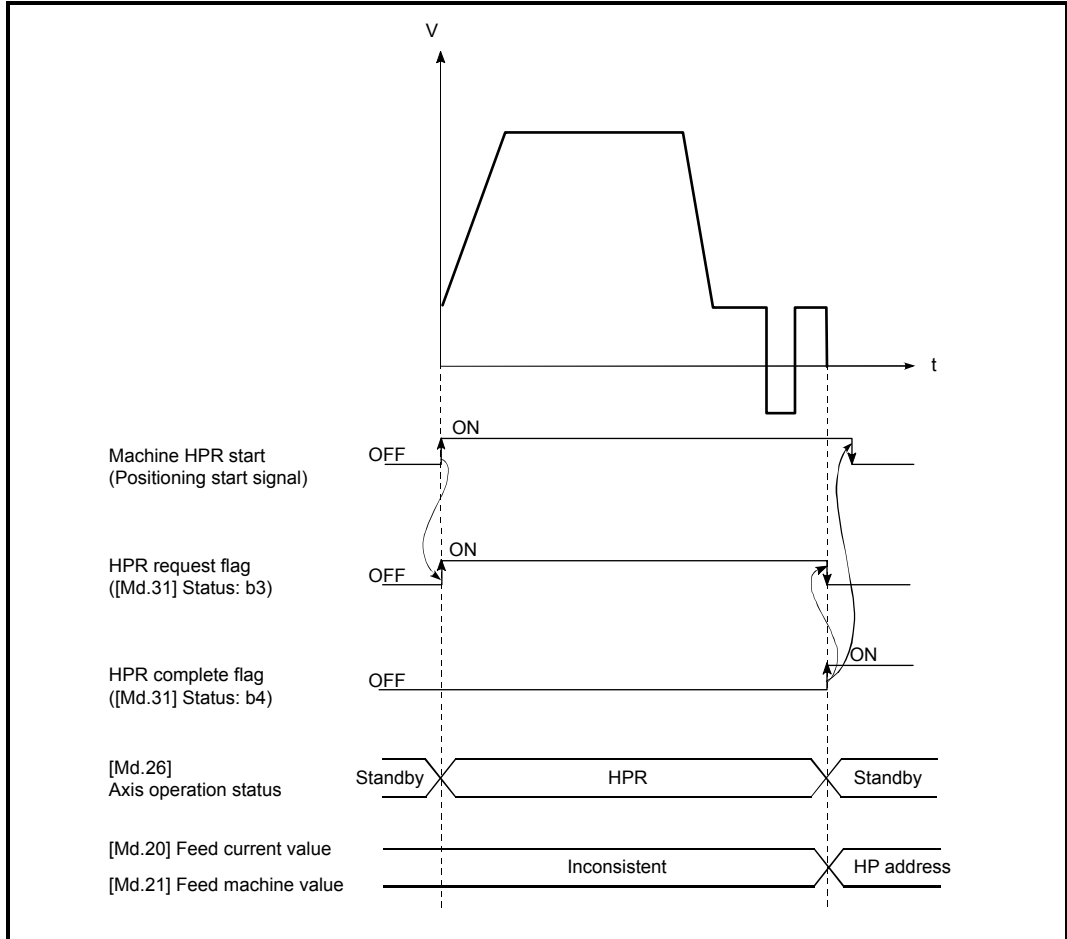 V
t
Machine HPR start
(Positioning start signal)
OFF
ON
HPR request flag
([Md.31] Status: b3)
OFF
ON
HPR complete flag
([Md.31] Status: b4)
OFF
ON
[Md.26]
Axis operation status
Standby
HPR
Standby
[Md.20] Feed current value
[Md.21] Feed machine value
Inconsistent
HP address